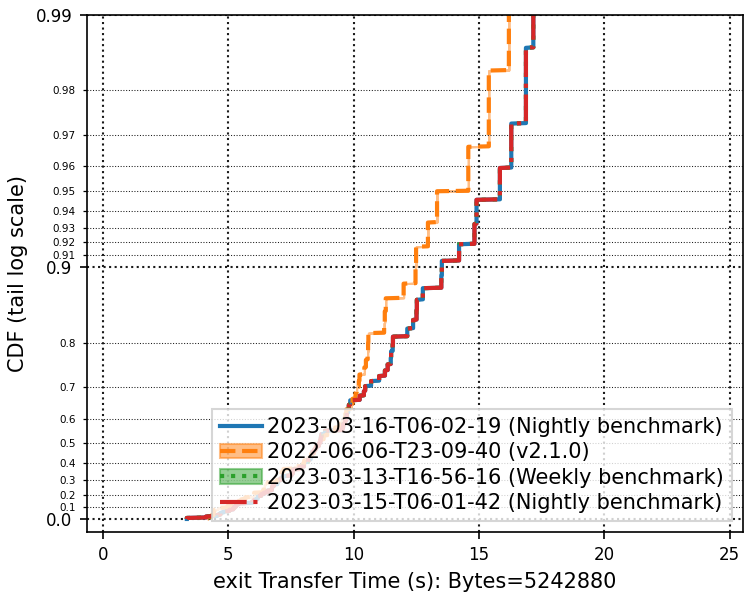 CDF (tail log scale)
0.99
0.98
0.97
0.96
0.95
0.94
0.93
0.92
0.91
0.9
0.8
0.7
0.6
0.5
0.4
0.3
0.2
0.1
0.0
2023-03-16-T06-02-19 (Nightly benchmark)
2022-06-06-T23-09-40 (v2.1.0)
2023-03-13-T16-56-16 (Weekly benchmark)
2023-03-15-T06-01-42 (Nightly benchmark)
0 5 10 15 20 25
exit Transfer Time (s): Bytes=5242880